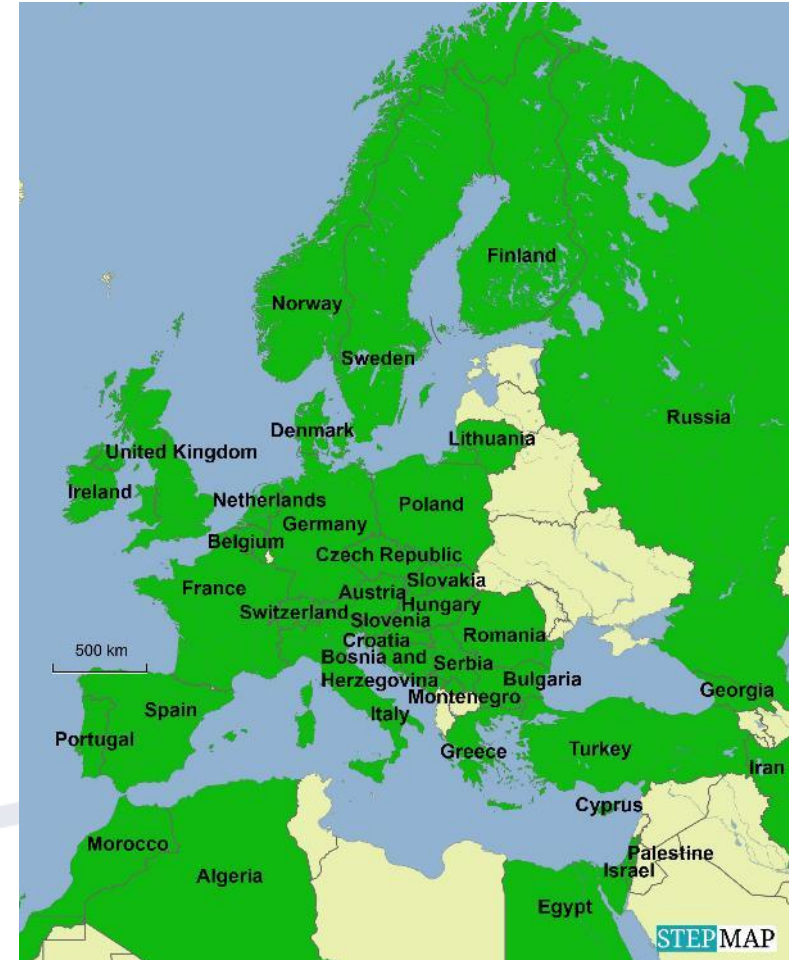 Finland
Norway
Sweden
Russia
Denmark
Lithuania
United Kingdom
Ireland
Netherlands
Poland
Germany
Belgium
Czech Republic
Slovakia
France
Austria
Hungary
Switzerland
Slovenia
Croatia
Romania
Bosnia and
Herzegovina
Serbia
Bulgaria
500 km
Montenegro
Georgia
Spain
Italy
Portugal
Greece
Turkey
Iran
Cyprus
Morocco
Palestine
Israel
Algeria
Egypt
STEPMAP